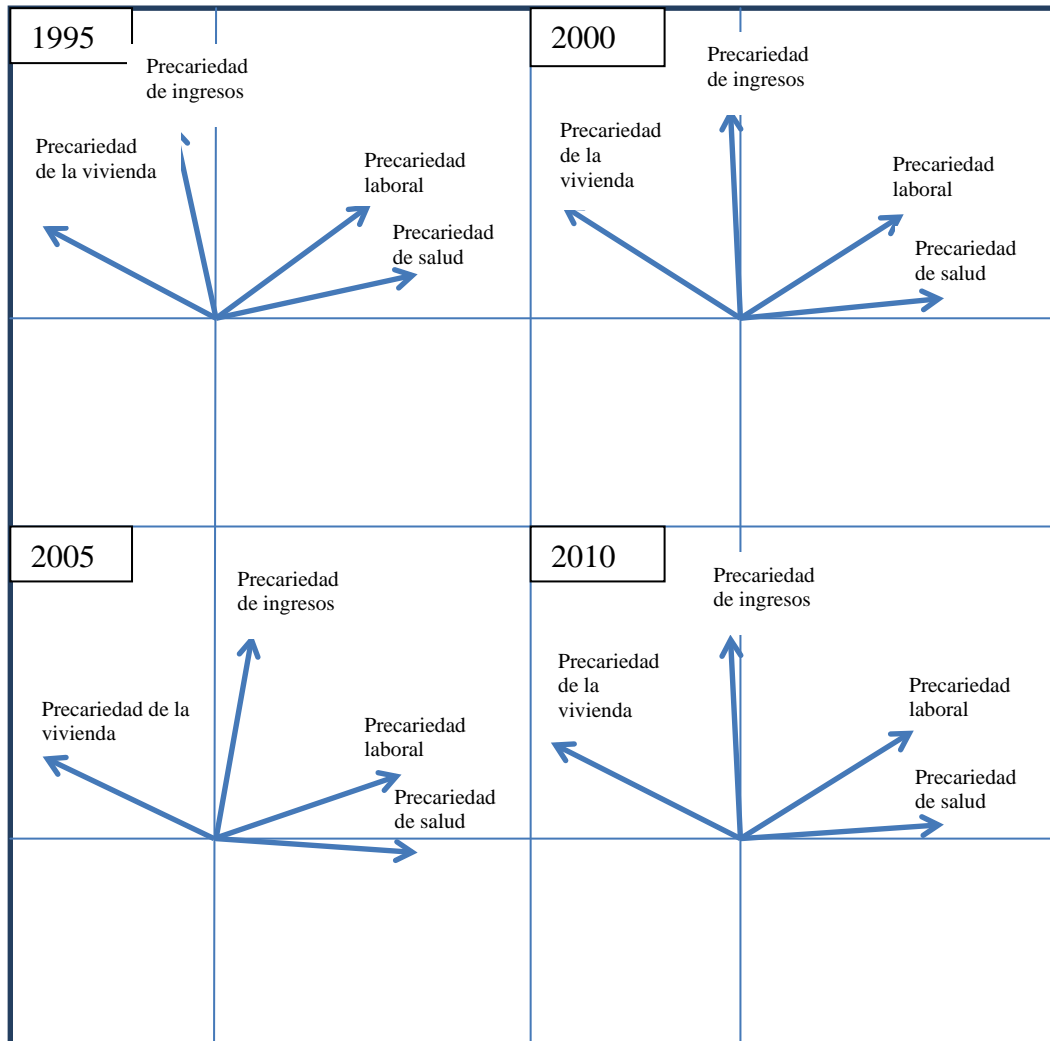 1995
Precariedad
de ingresos
Precariedad
de la vivienda
Precariedad
laboral
Precariedad
de salud
2000
Precariedad
de ingresos
Precariedad
de la
vivienda
Precariedad
laboral
Precariedad
de salud
2005
Precariedad
de ingresos
Precariedad de la
vivienda
Precariedad
laboral
Precariedad
de salud
2010
Precariedad
de ingresos
Precariedad
de la
vivienda
Precariedad
laboral
Precariedad
de salud